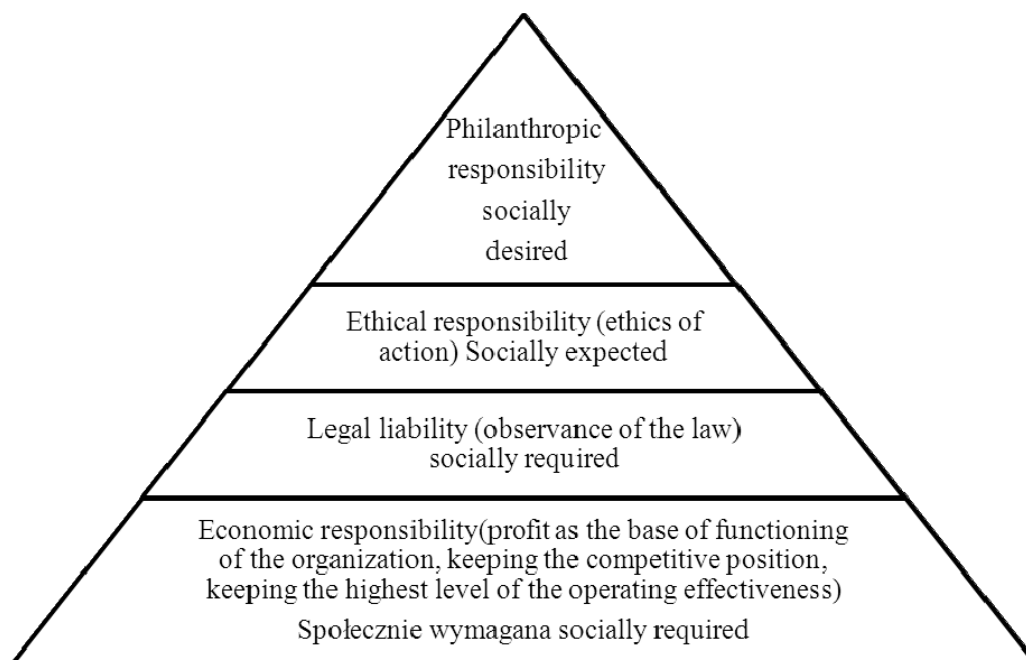 Philanthropic
responsibility
socially
desired
Ethical responsibility (ethics of
action) Socially expected
Legal liability (observance of the law)
socially required
Economic responsibility(profit as the base of functioning
of the organization, keeping the competitive position,
keeping the highest level of the operating effectiveness)
Społecznie wymagana socially required